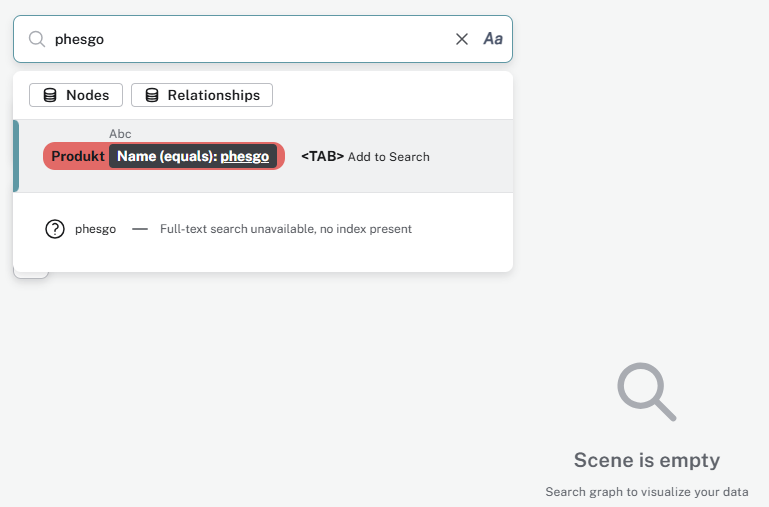 phesgo
Aa
Nodes
Relationships
Abc
Produkt Name (equals): phesgo <TAB> Add to Search
phesgo — Full-text search unavailable, no index present
Scene is empty
Search graph to visualize your data